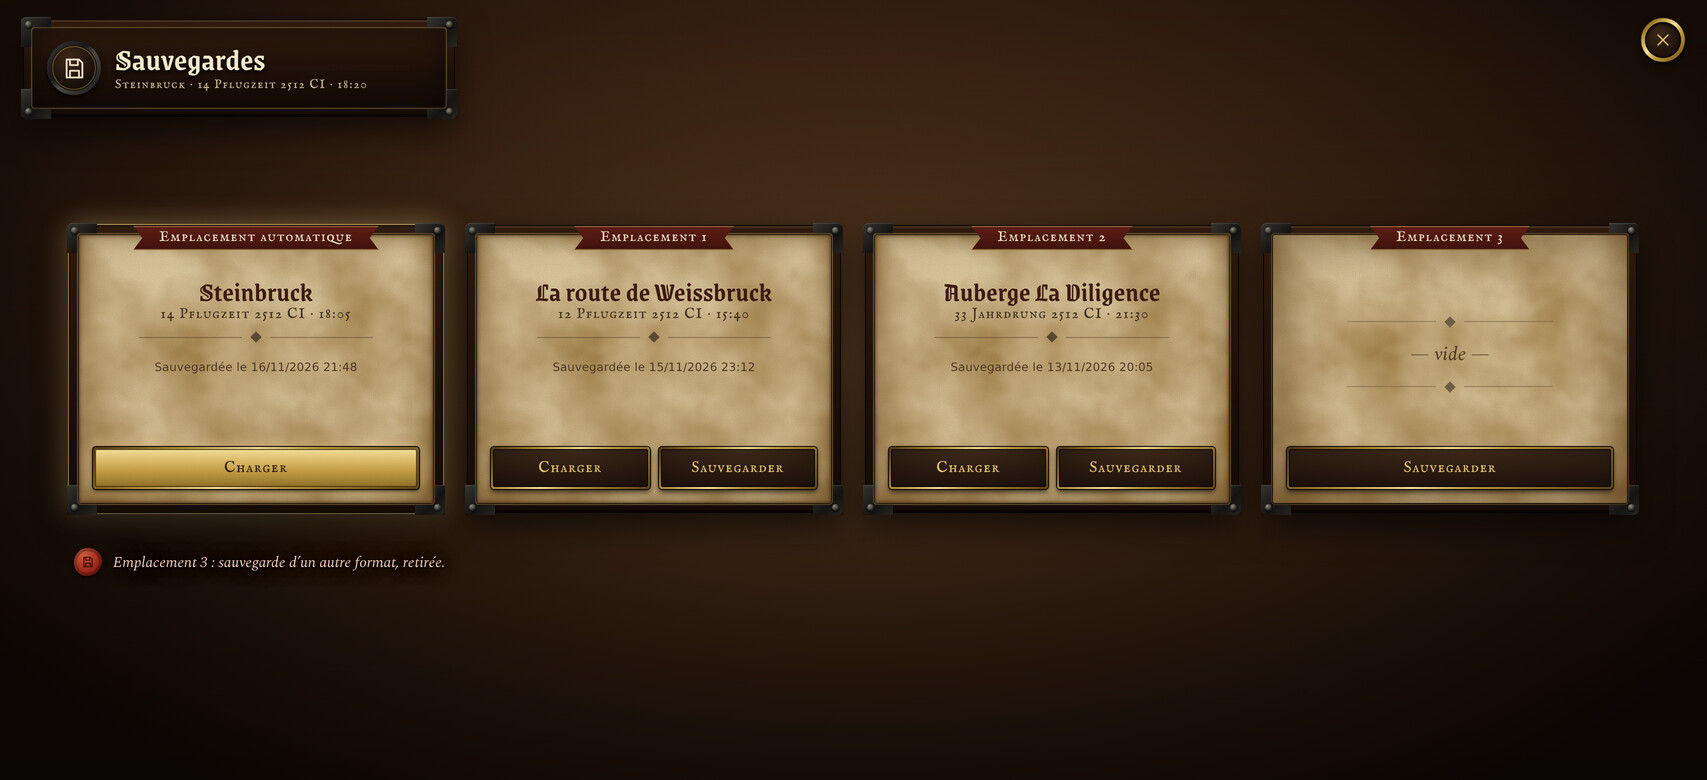 Sauvegardes
Steinbruck · 14 Pflugzeit 2512 CI · 18:20
Emplacement automatique
Steinbruck
14 Pflugzeit 2512 CI · 18:05
Sauvegardée le 16/11/2026 21:48
Charger
Emplacement 1
La route de Weissbruck
12 Pflugzeit 2512 CI · 15:40
Sauvegardée le 15/11/2026 23:12
Charger
Sauvegarder
Emplacement 2
Auberge La Diligence
33 Jahrdrung 2512 CI · 21:30
Sauvegardée le 13/11/2026 20:05
Charger
Sauvegarder
Emplacement 3
— vide —
Sauvegarder
Emplacement 3 : sauvegarde d'un autre format, retirée.